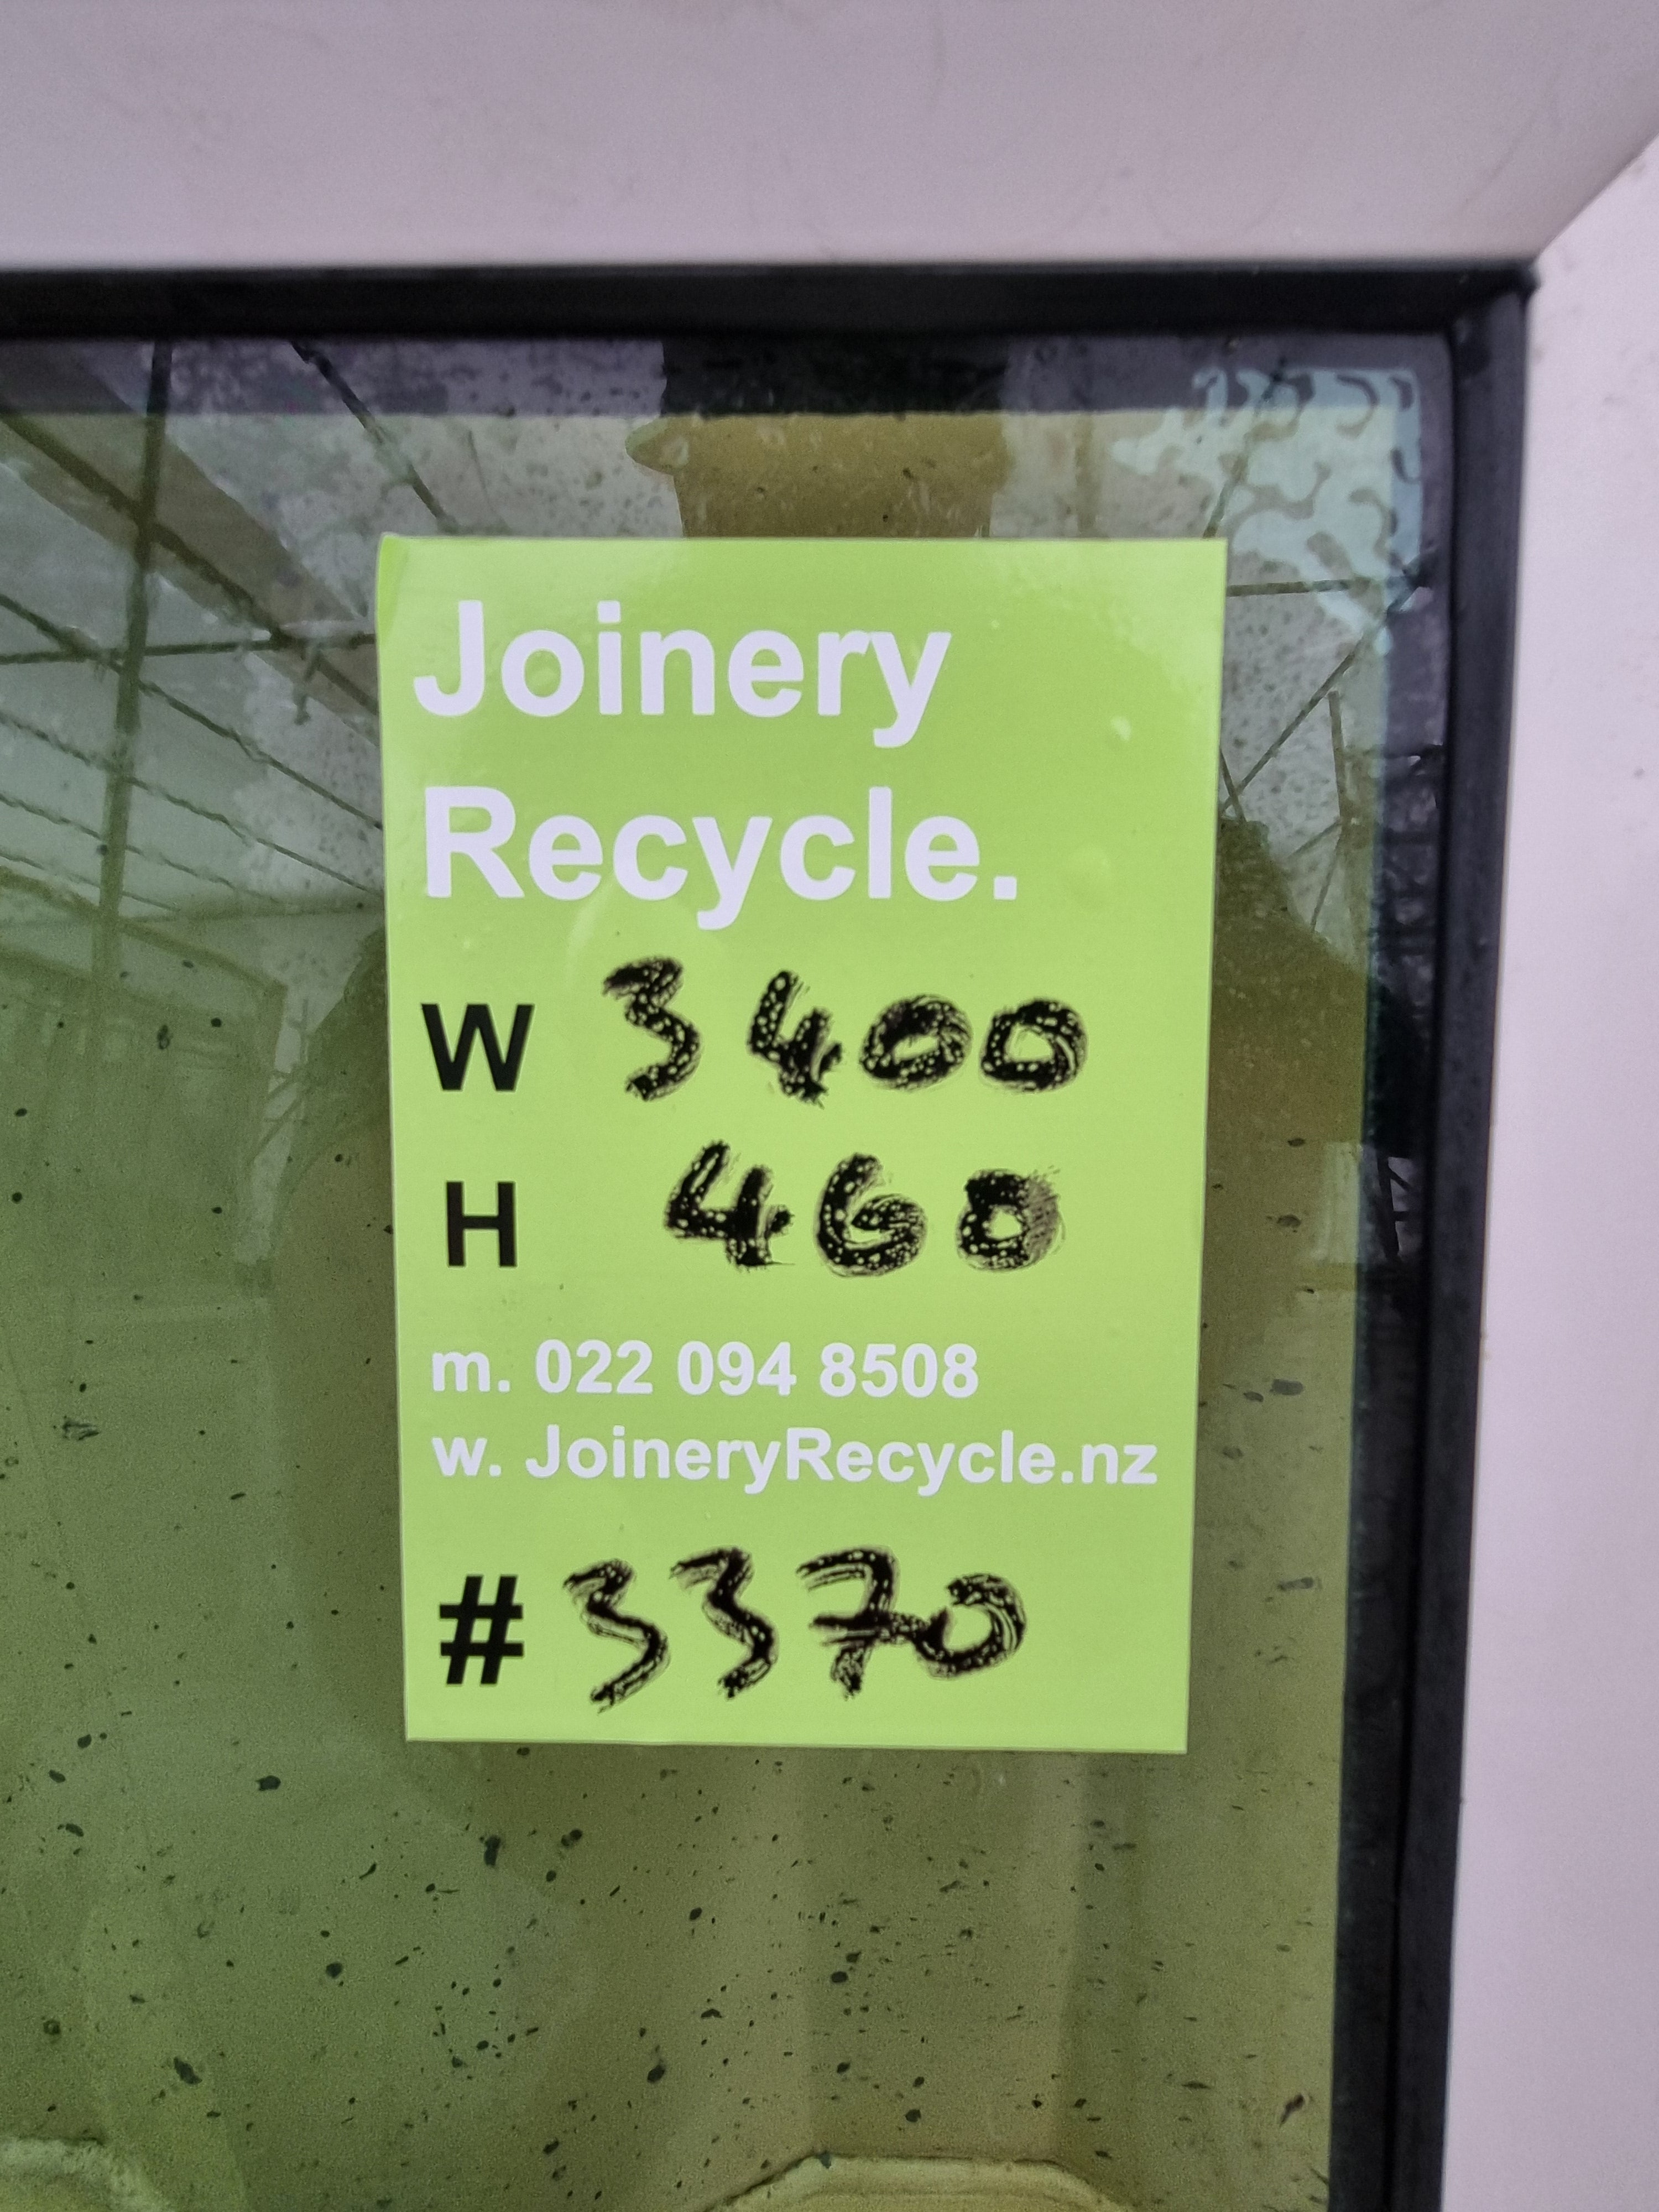 Joinery
Recycle.
W 3400
H 460
m. 022 094 8508
w. JoineryRecycle.nz
# 3370